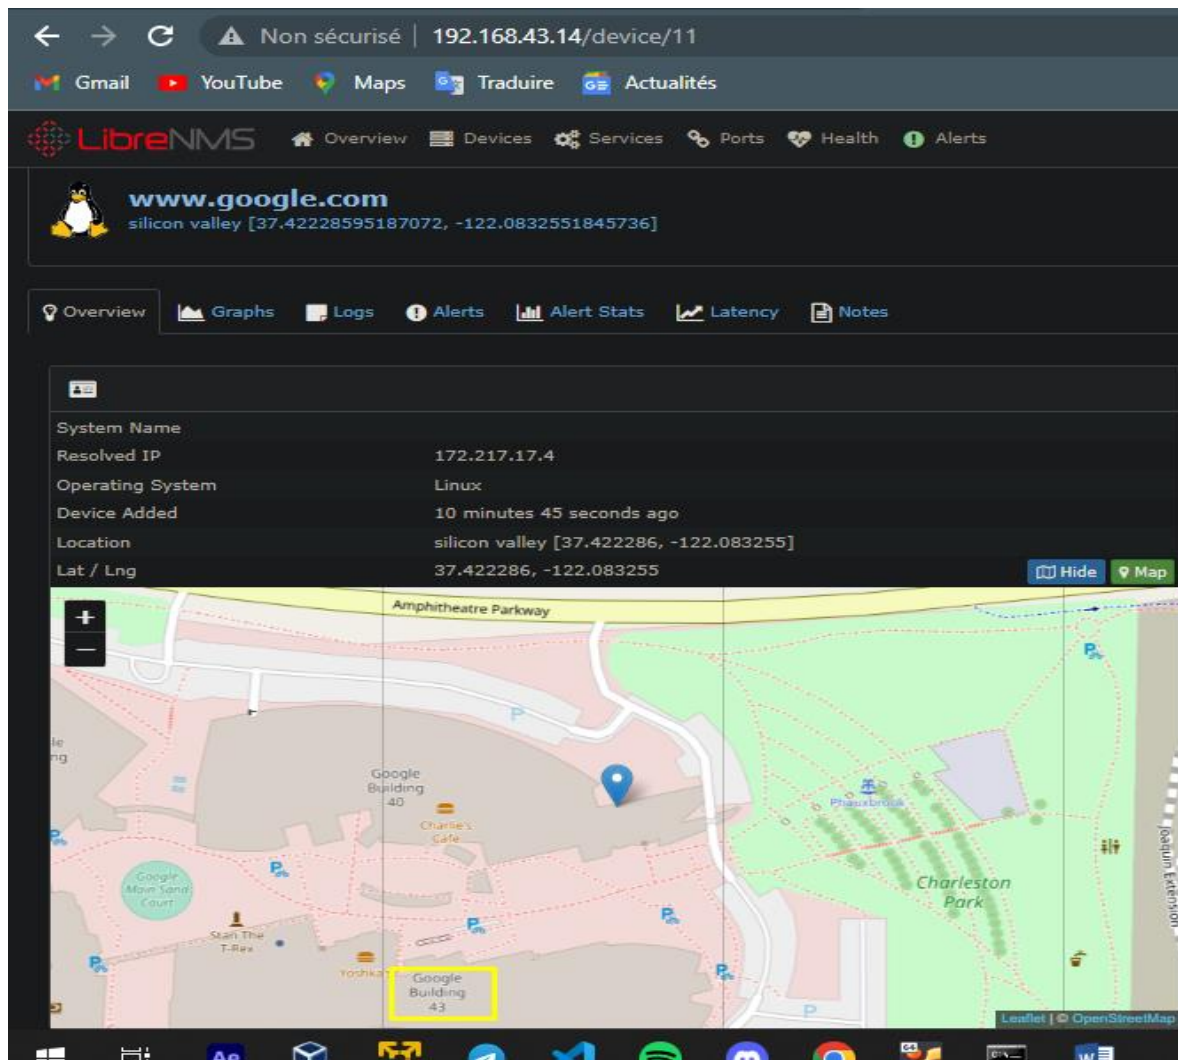 Non sécurisé | 192.168.43.14/device/11
Gmail YouTube Maps Traduire Actualités
LibreNMS Overview Devices Services Ports Health Alerts
www.google.com
silicon valley [37.42228595187072, -122.0832551845736]
Overview Graphs Logs Alerts Alert Stats Latency Notes
System Name
Resolved IP 172.217.17.4
Operating System Linux
Device Added 10 minutes 45 seconds ago
Location silicon valley [37.422286, -122.083255]
Lat / Lng 37.422286, -122.083255
Hide Map
+
−
Amphitheatre Parkway
P
Google
Building
40
Charlie's
Cafe
Phauxbrook
Google
Main Sand
Court
Charleston
Park
Joaquin Extension
Stan The
T-Rex
Google
Building
43
P
Leaflet | © OpenStreetMap
Ae